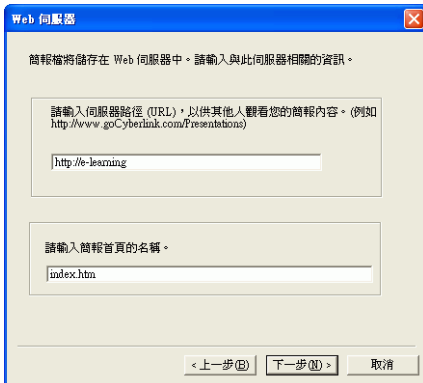 Web 伺服器
簡報檔將儲存在 Web 伺服器中。請輸入與此伺服器相關的資訊。
請輸入伺服器路徑 (URL)，以供其他人觀看您的簡報內容。(例如
http://www.goCyberlink.com/Presentations)
http://e-learning
請輸入簡報首頁的名稱。
index.htm
<上一步(B) 下一步(N)> 取消